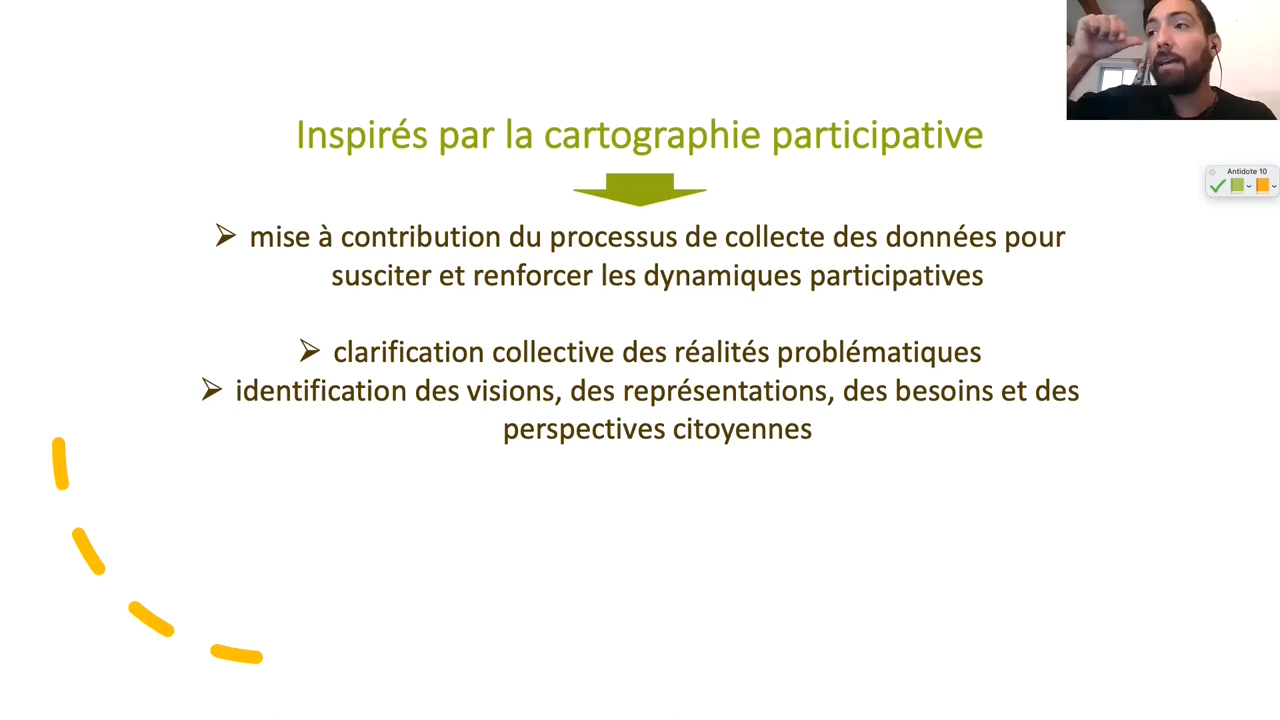 Inspirés par la cartographie participative
Antidote 10
➢ mise à contribution du processus de collecte des données pour
susciter et renforcer les dynamiques participatives
➢ clarification collective des réalités problématiques
➢ identification des visions, des représentations, des besoins et des
perspectives citoyennes